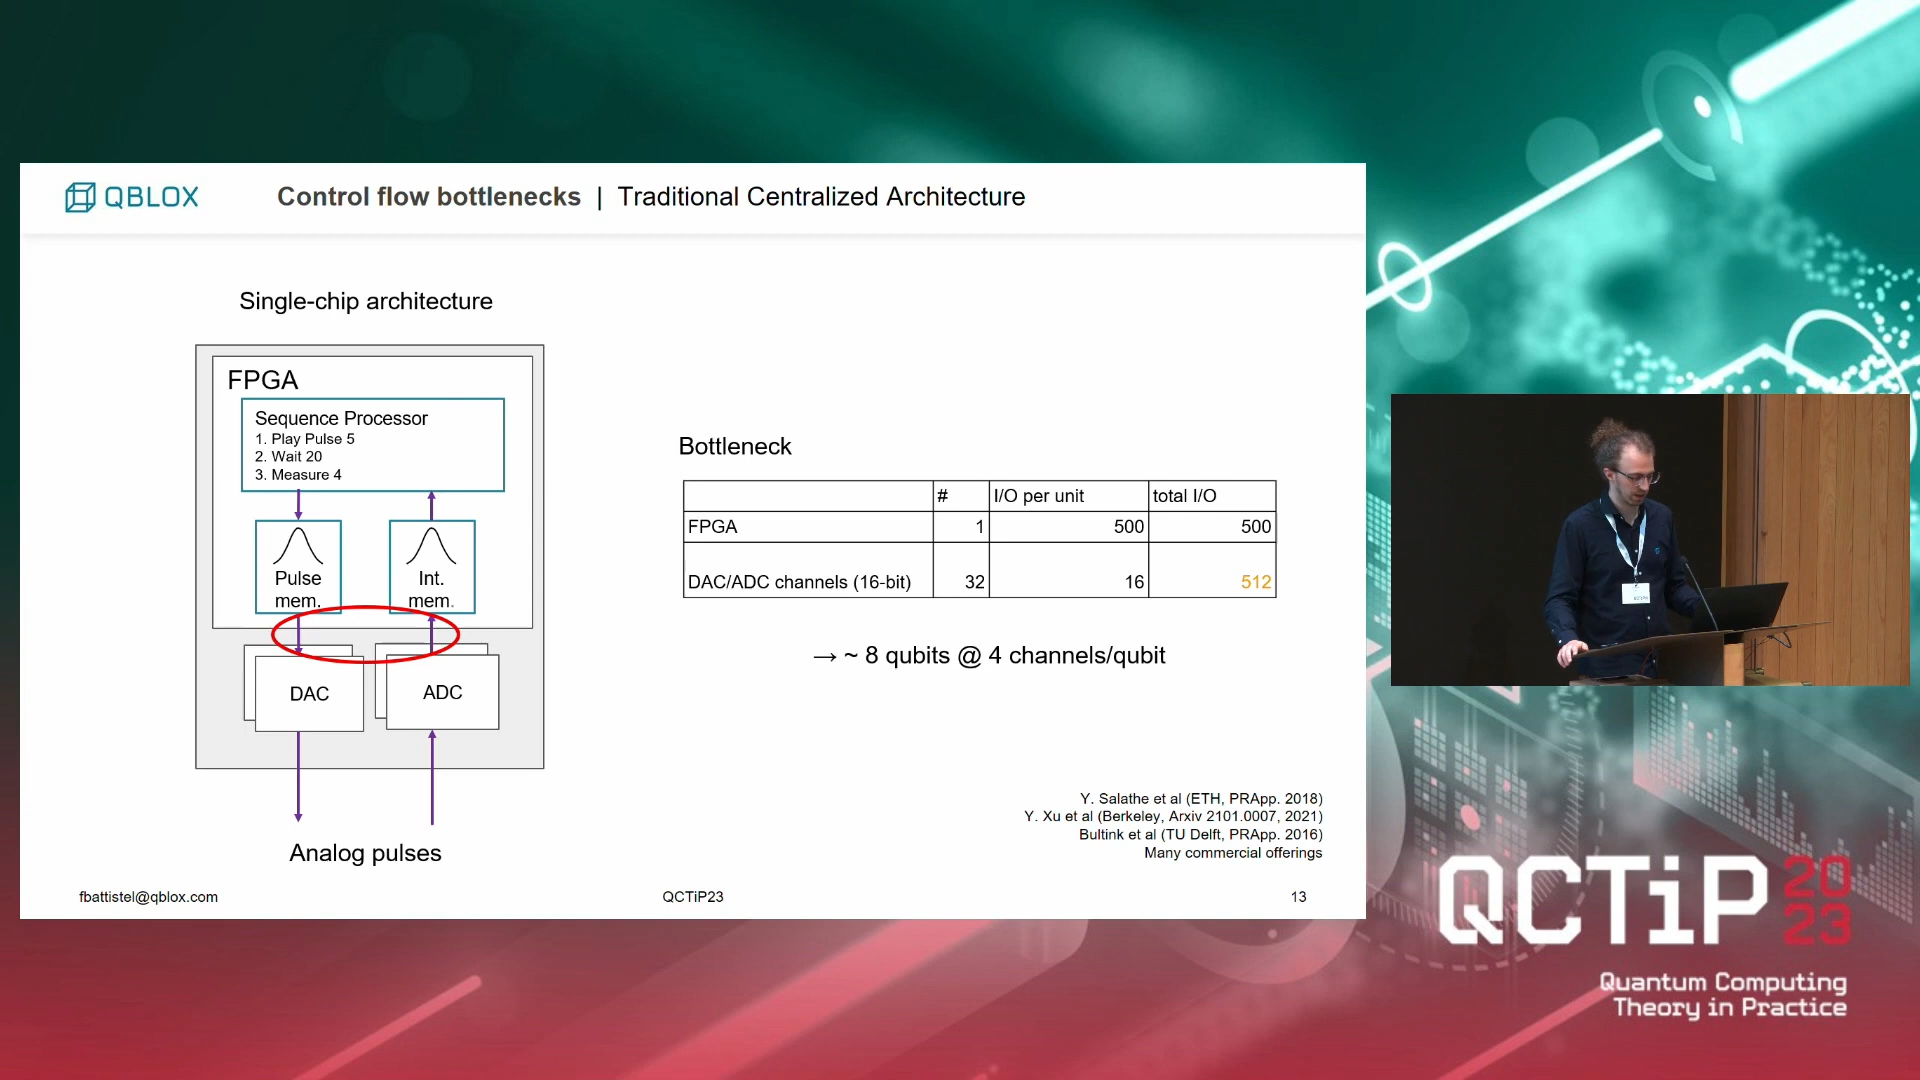 QBLOX
Control flow bottlenecks | Traditional Centralized Architecture
Single-chip architecture
FPGA
Sequence Processor
1. Play Pulse 5
2. Wait 20
3. Measure 4
Pulse
mem.
Int.
mem.
DAC
ADC
Analog pulses
Bottleneck
# I/O per unit total I/O
FPGA 1 500 500
DAC/ADC channels (16-bit) 32 16 512
→ ~ 8 qubits @ 4 channels/qubit
Y. Salathe et al (ETH, PRApp. 2018)
Y. Xu et al (Berkeley, Arxiv 2101.0007, 2021)
Bultink et al (TU Delft, PRApp. 2016)
Many commercial offerings
fbattistel@qblox.com
QCTiP23
13
QCTiP 20
23
Quantum Computing
Theory in Practice